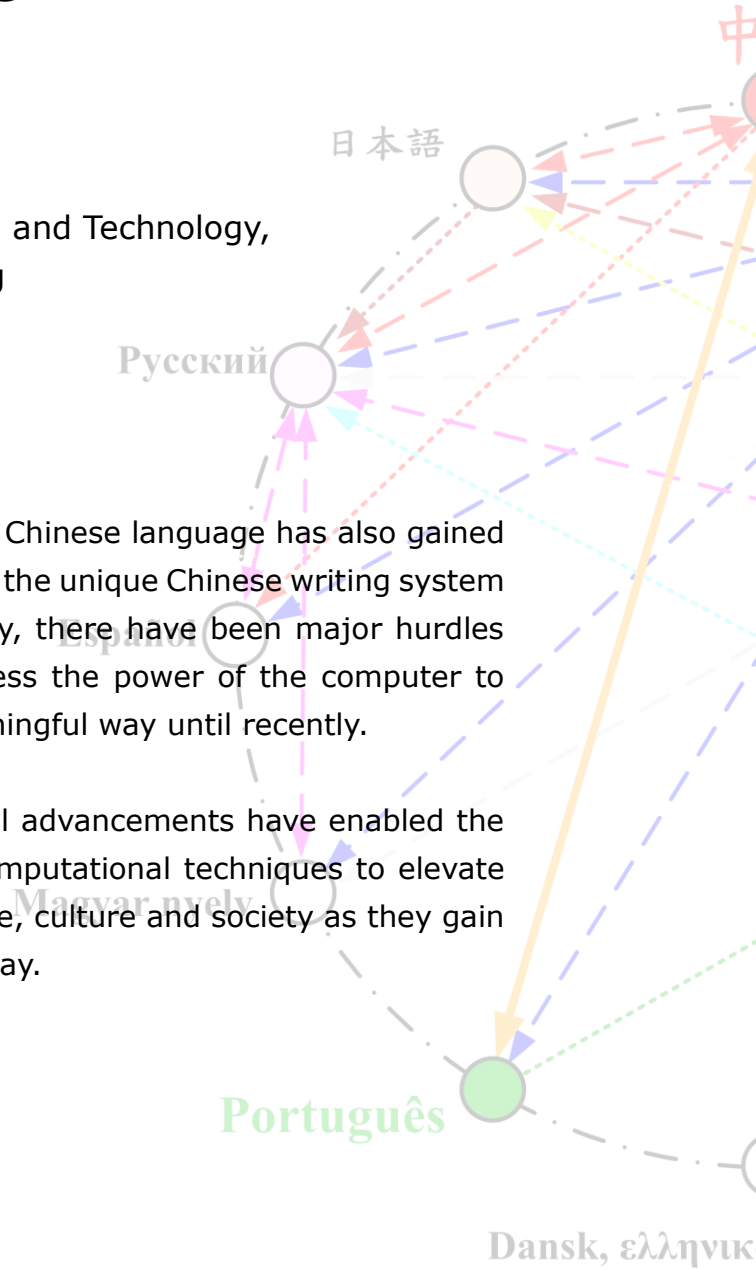 中
日本語
and Technology,
Русский
Chinese language has also gained
the unique Chinese writing system
y, there have been major hurdles
Español
ess the power of the computer to
ningful way until recently.
l advancements have enabled the
mputational techniques to elevate
Magyar nyelv
e, culture and society as they gain
ay.
Português
Dansk, ελληνικ